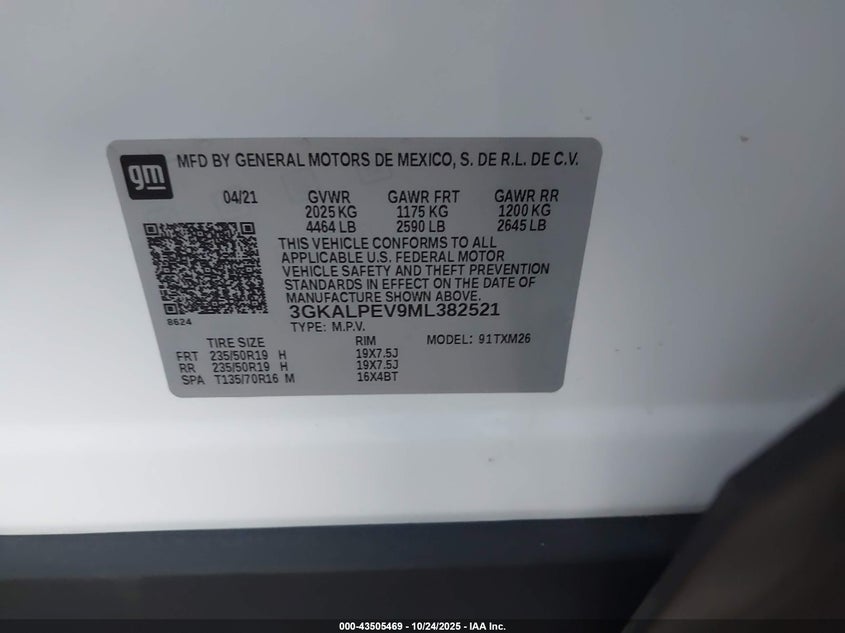 gm
MFD BY GENERAL MOTORS DE MEXICO, S. DE R.L. DE C.V.
04/21 GVWR GAWR FRT GAWR RR
2025 KG 1175 KG 1200 KG
4464 LB 2590 LB 2645 LB
THIS VEHICLE CONFORMS TO ALL
APPLICABLE U.S. FEDERAL MOTOR
VEHICLE SAFETY AND THEFT PREVENTION
STANDARDS IN EFFECT ON THE DATE OF
MANUFACTURE SHOWN ABOVE.
8624
3GKALPEV9ML382521
TYPE: M.P.V.
TIRE SIZE RIM MODEL: 91TXM26
FRT 235/50R19 H 19X7.5J
RR 235/50R19 H 19X7.5J
SPA T135/70R16 M 16X4BT
000-43505469 - 10/24/2025 - IAA Inc.